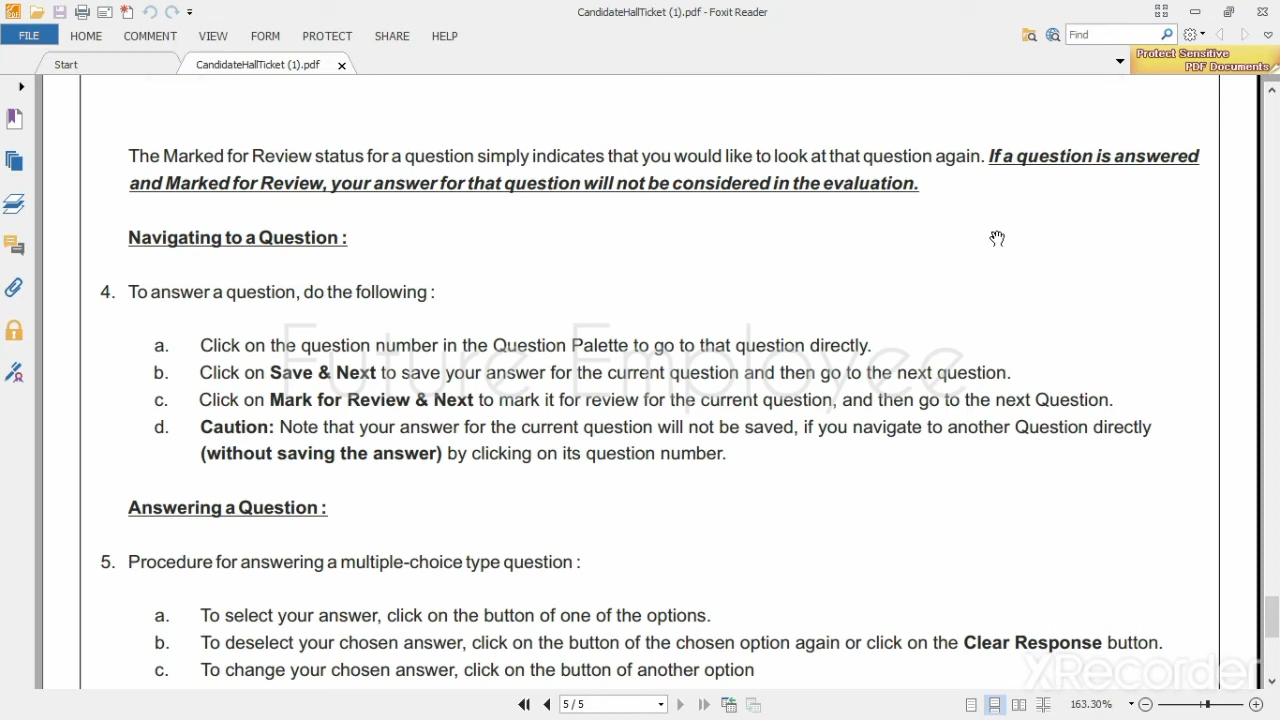 CandidateHallTicket (1).pdf - Foxit Reader
FILE HOME COMMENT VIEW FORM PROTECT SHARE HELP
Find
Start CandidateHallTicket (1).pdf
Protect Sensitive
PDF Documents
The Marked for Review status for a question simply indicates that you would like to look at that question again. If a question is answered
and Marked for Review, your answer for that question will not be considered in the evaluation.
Navigating to a Question :
4. To answer a question, do the following :
a. Click on the question number in the Question Palette to go to that question directly.
b. Click on Save & Next to save your answer for the current question and then go to the next question.
c. Click on Mark for Review & Next to mark it for review for the current question, and then go to the next Question.
d. Caution: Note that your answer for the current question will not be saved, if you navigate to another Question directly
(without saving the answer) by clicking on its question number.
Future Employee
Answering a Question :
5. Procedure for answering a multiple-choice type question :
a. To select your answer, click on the button of one of the options.
b. To deselect your chosen answer, click on the button of the chosen option again or click on the Clear Response button.
c. To change your chosen answer, click on the button of another option
XRecorder
5 / 5
163.30%